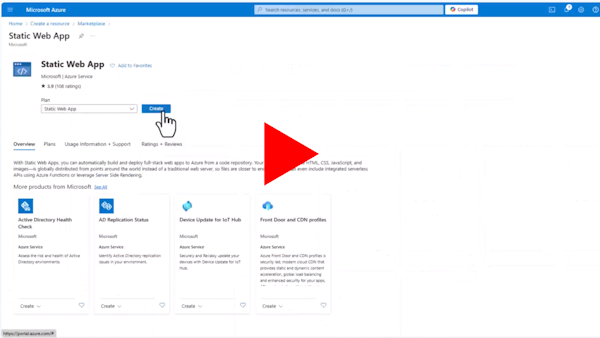 Microsoft Azure
Search resources, services, and docs (G+/)
Copilot
Home > Create a resource > Marketplace >
Static Web App
Microsoft
Static Web App
Add to Favorites
Microsoft | Azure Service
3.9 (108 ratings)
Plan
Static Web App
Create
Overview Plans Usage Information + Support Ratings + Reviews
With Static Web Apps, you can automatically build and deploy full stack web apps to Azure from a code repository. Your HTML, CSS, JavaScript, and
images—is globally distributed from points around the world instead of a traditional web server, so files are closer to en even include integrated serverless
APIs using Azure Functions or leverage Server Side Rendering.
More products from Microsoft See All
Active Directory Health
Check
Microsoft
Azure Service
Assess the risk and health of Active
Directory environments
Create
AD Replication Status
Microsoft
Azure Service
Identify Active Directory replication
issues in your environment.
Create
Device Update for IoT Hub
Microsoft
Azure Service
Securely and Reliably update your
devices with Device Update for IoT
Hub.
Create
Front Door and CDN profiles
Microsoft
Azure Service
Azure Front Door and CDN profiles
is security led, modern cloud CDN that
provides static and dynamic content
acceleration, global load balancing
and enhanced security for your apps.
Create
https://portal.azure.com/#